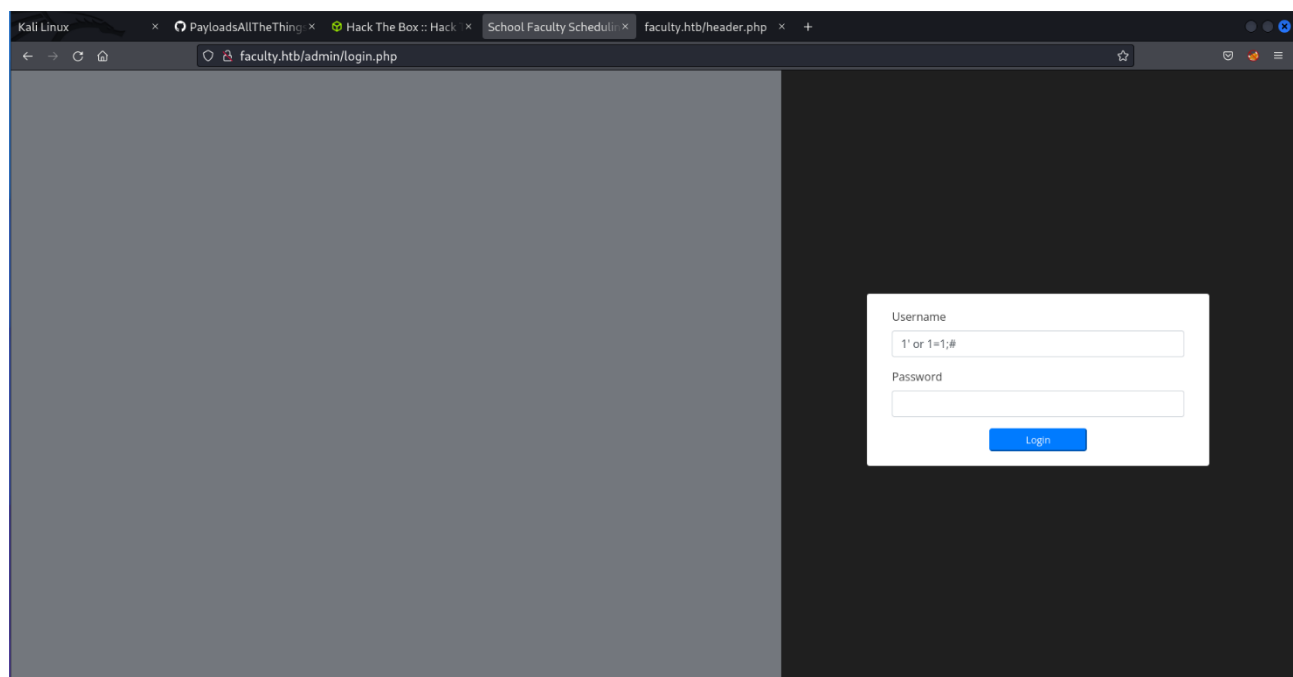 Kali Linux
PayloadsAllTheThing
Hack The Box :: Hack T
School Faculty Schedulin
faculty.htb/header.php
faculty.htb/admin/login.php
Username
1' or 1=1;#
Password
Login